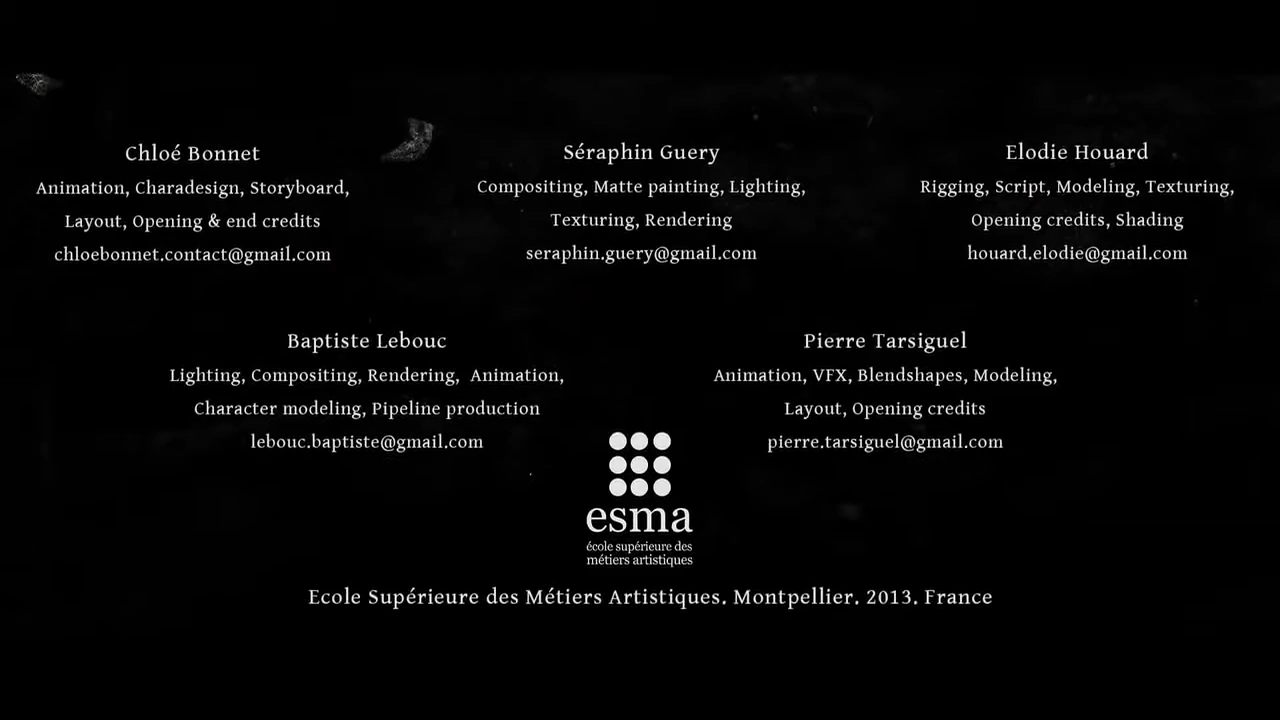 Chloé Bonnet
Animation, Charadesign, Storyboard,
Layout, Opening & end credits
chloebonnet.contact@gmail.com
Séraphin Guery
Compositing, Matte painting, Lighting,
Texturing, Rendering
seraphin.guery@gmail.com
Elodie Houard
Rigging, Script, Modeling, Texturing,
Opening credits, Shading
houard.elodie@gmail.com
Baptiste Lebouc
Lighting, Compositing, Rendering, Animation,
Character modeling, Pipeline production
lebouc.baptiste@gmail.com
Pierre Tarsiguel
Animation, VFX, Blendshapes, Modeling,
Layout, Opening credits
pierre.tarsiguel@gmail.com
esma
école supérieure des
métiers artistiques
Ecole Supérieure des Métiers Artistiques. Montpellier. 2013. France